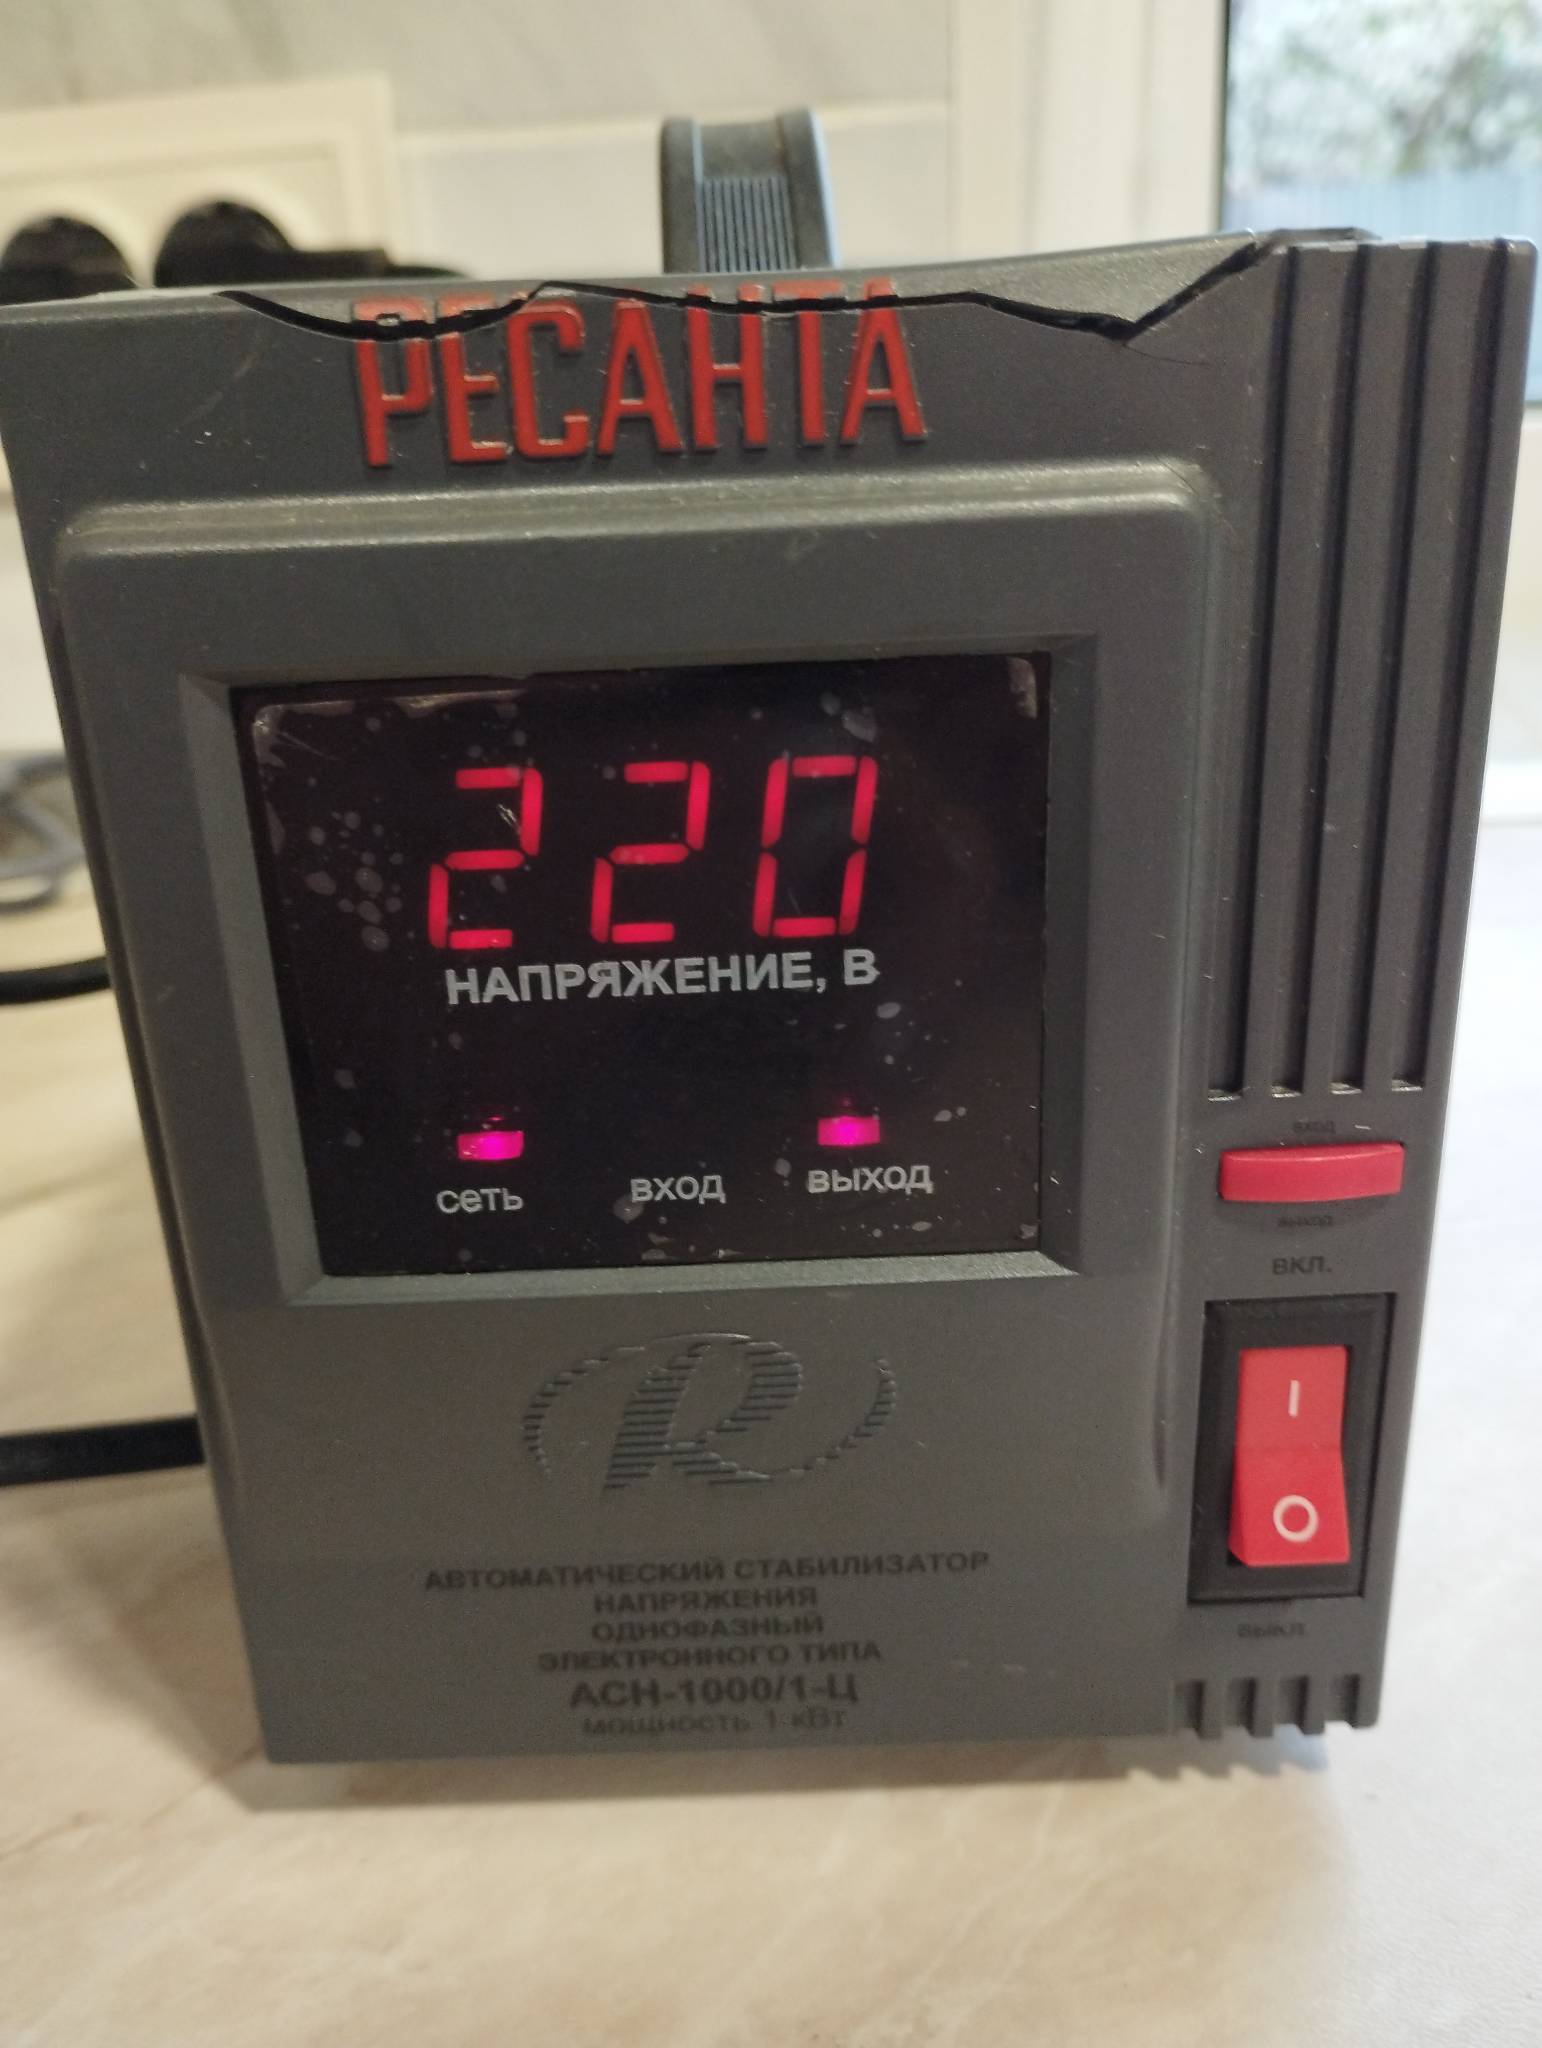 РЕСАНТА
220
НАПРЯЖЕНИЕ, В
сеть вход выход
вход
выход
ВКЛ.
I
O
ВЫКЛ.
АВТОМАТИЧЕСКИЙ СТАБИЛИЗАТОР
НАПРЯЖЕНИЯ
ОДНОФАЗНЫЙ
ЭЛЕКТРОННОГО ТИПА
АСН-1000/1-Ц
мощность 1 кВт